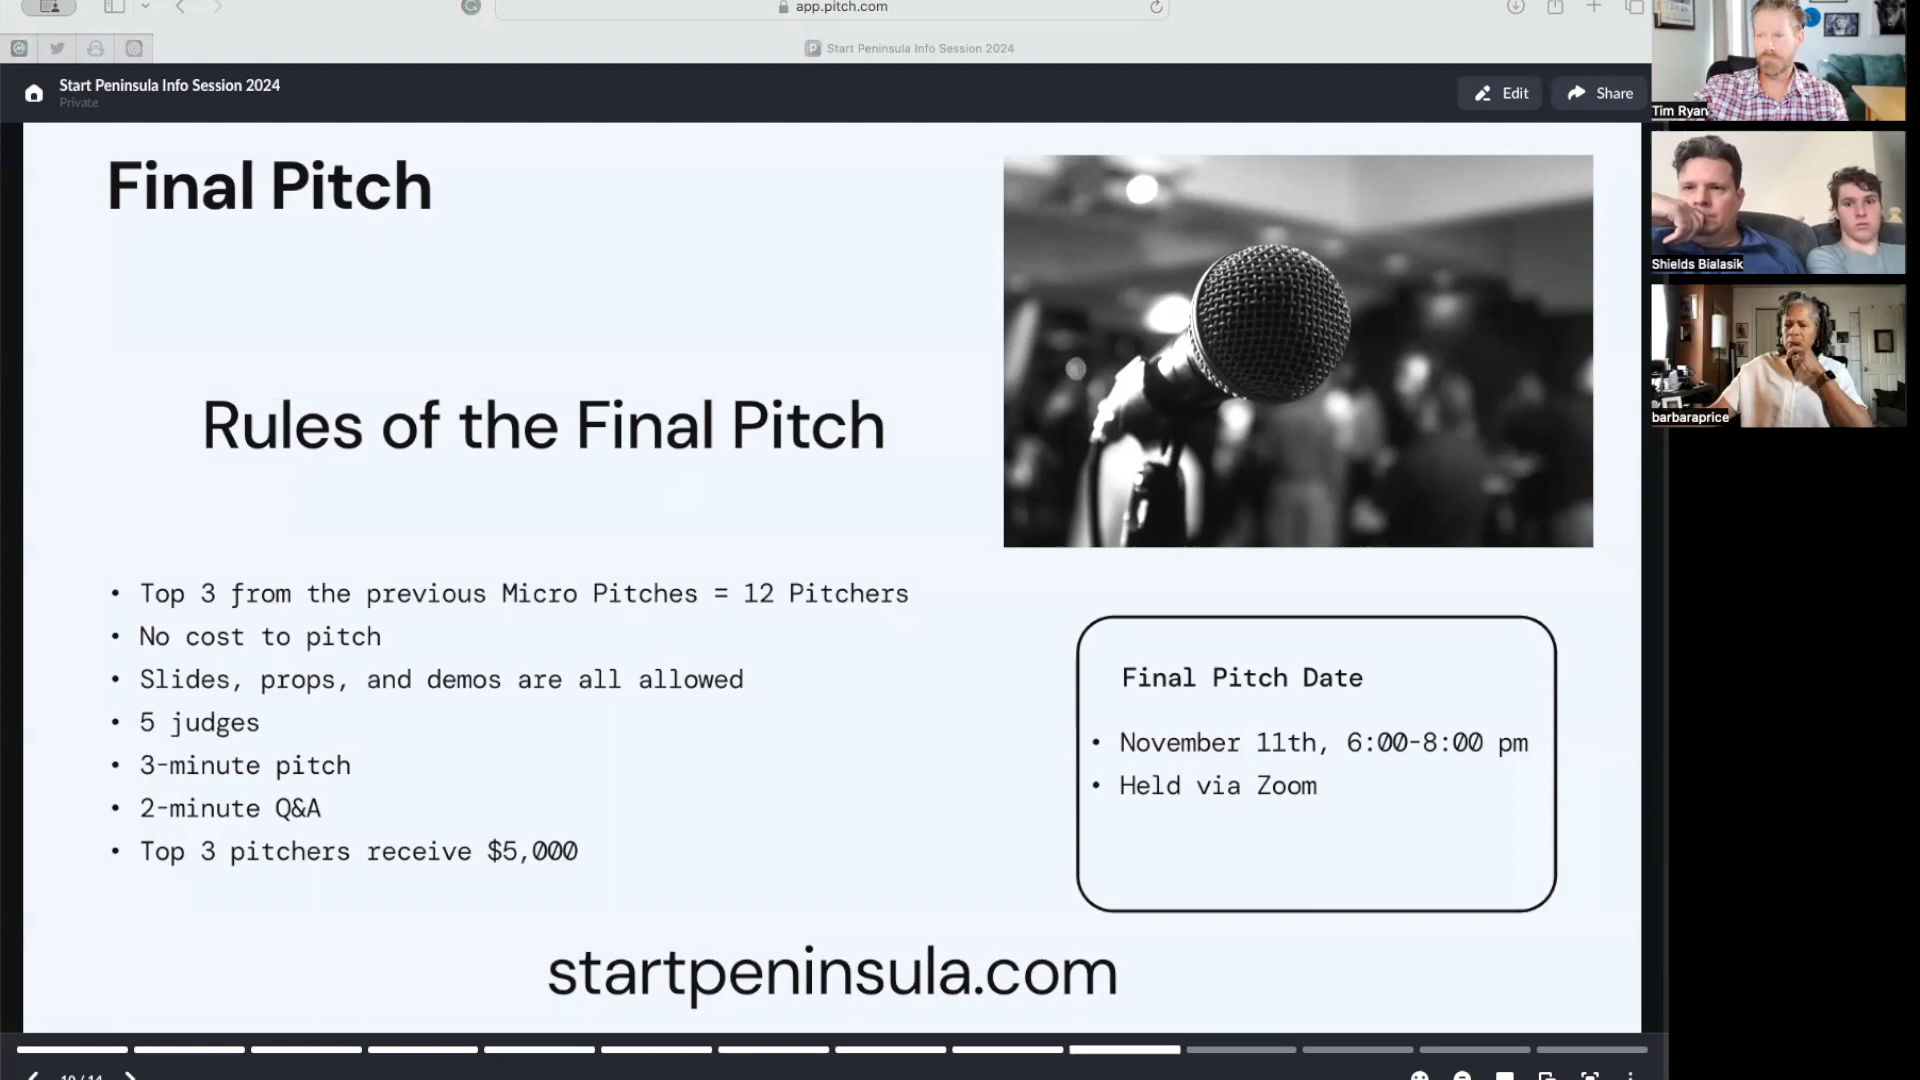 app.pitch.com
Start Peninsula Info Session 2024
Start Peninsula Info Session 2024
Private
Edit
Share
Final Pitch
Rules of the Final Pitch
• Top 3 from the previous Micro Pitches = 12 Pitchers
• No cost to pitch
• Slides, props, and demos are all allowed
• 5 judges
• 3-minute pitch
• 2-minute Q&A
• Top 3 pitchers receive $5,000
Final Pitch Date
• November 11th, 6:00-8:00 pm
• Held via Zoom
startpeninsula.com
10 / 14
Tim Ryan
Shields Bialasik
barbaraprice